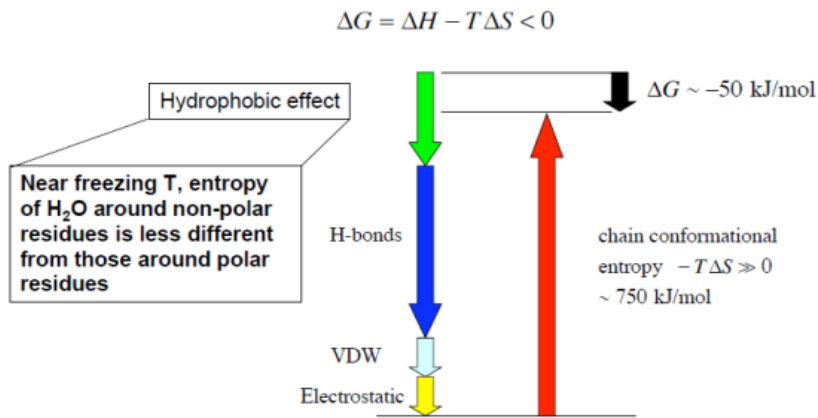 ΔG = ΔH − TΔS < 0
Hydrophobic effect
ΔG ~ −50 kJ/mol
Near freezing T, entropy
of H₂O around non-polar
residues is less different
from those around polar
residues
H-bonds
chain conformational
entropy −TΔS ≫ 0
~ 750 kJ/mol
VDW
Electrostatic